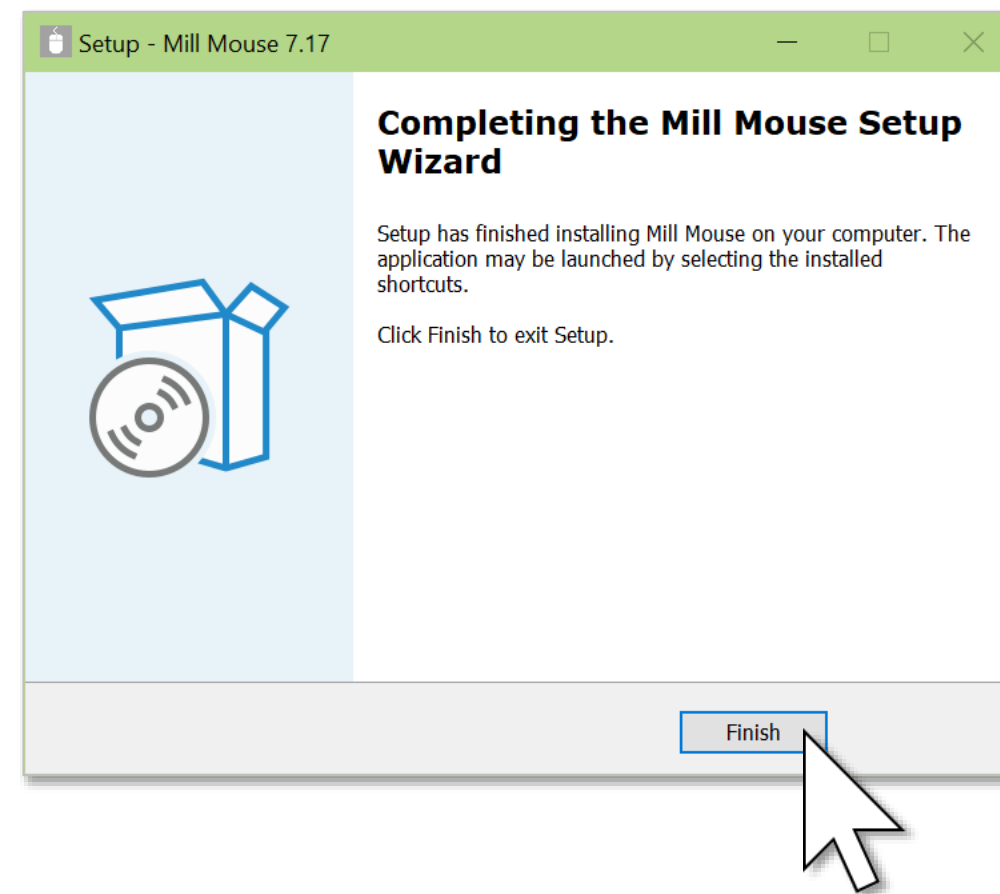 Setup - Mill Mouse 7.17
Completing the Mill Mouse Setup
Wizard
Setup has finished installing Mill Mouse on your computer. The
application may be launched by selecting the installed
shortcuts.
Click Finish to exit Setup.
Finish